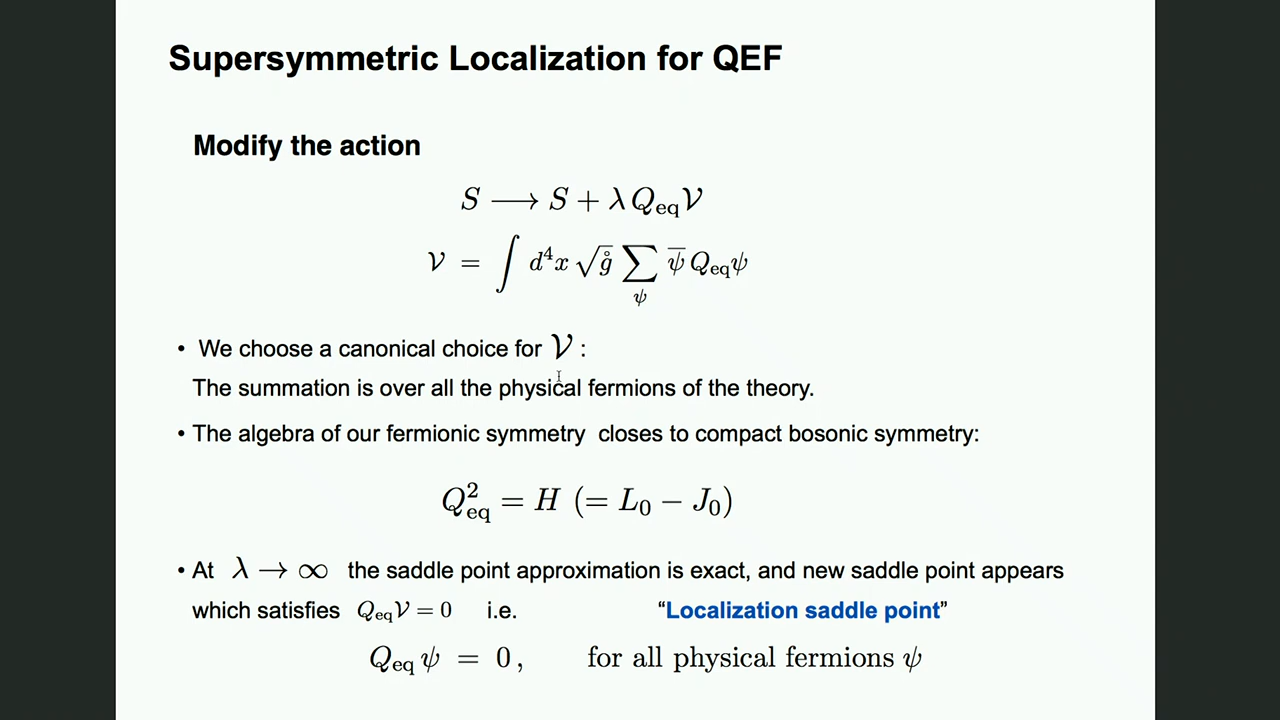 Supersymmetric Localization for QEF
Modify the action
S ⟶ S + λ Q_eq 𝒱
𝒱 = ∫ d⁴x √g̊ ∑_ψ ψ̄ Q_eq ψ
• We choose a canonical choice for 𝒱 :
The summation is over all the physical fermions of the theory.
• The algebra of our fermionic symmetry closes to compact bosonic symmetry:
Q²_eq = H (= L₀ − J₀)
• At λ → ∞ the saddle point approximation is exact, and new saddle point appears
which satisfies Q_eq 𝒱 = 0 i.e. “Localization saddle point”
Q_eq ψ = 0 , for all physical fermions ψ